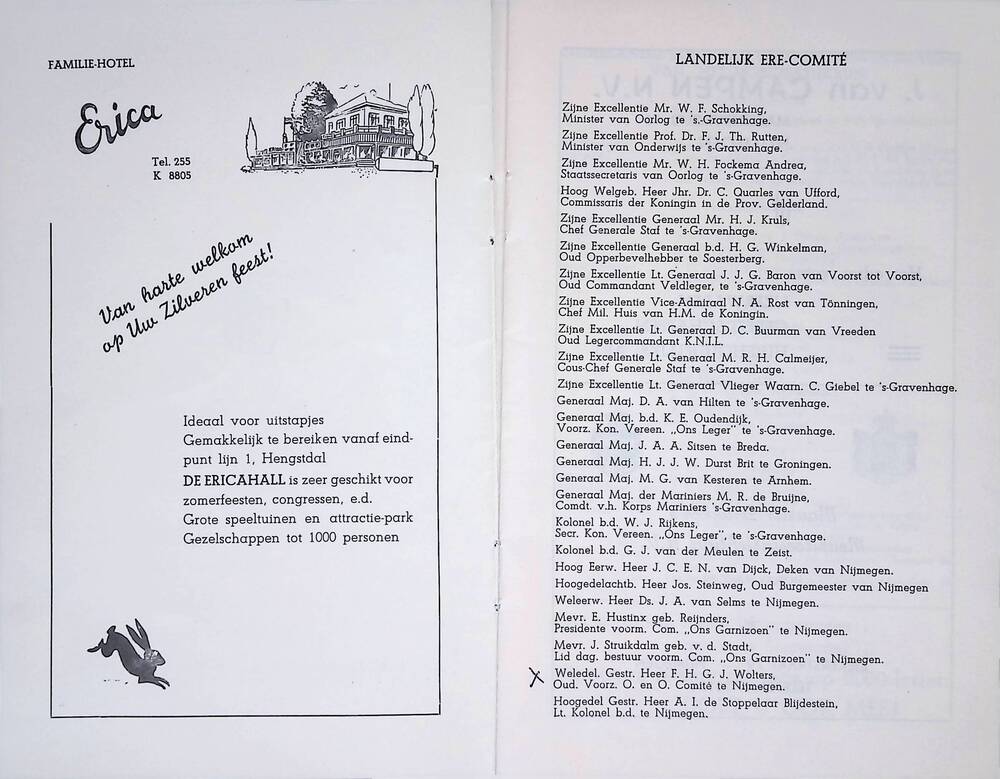 FAMILIE-HOTEL
Erica
Tel. 255
K 8805
Van harte welkom
op Uw Zilveren feest!
Ideaal voor uitstapjes
Gemakkelijk te bereiken vanaf eind-
punt lijn 1, Hengstdal
DE ERICAHALL is zeer geschikt voor
zomerfeesten, congressen, e.d.
Grote speeltuinen en attractie-park
Gezelschappen tot 1000 personen
LANDELIJK ERE-COMITÉ
Zijne Excellentie Mr. W. F. Schokking,
Minister van Oorlog te 's.-Gravenhage.
Zijne Excellentie Prof. Dr. F. J. Th. Rutten,
Minister van Onderwijs te 's-Gravenhage.
Zijne Excellentie Mr. W. H. Fockema Andrea,
Staatssecretaris van Oorlog te 's-Gravenhage.
Hoog Welgeb. Heer Jhr. Dr. C. Quarles van Ufford,
Commissaris der Koningin in de Prov. Gelderland.
Zijne Excellentie Generaal Mr. H. J. Kruls,
Chef Generale Staf te 's-Gravenhage.
Zijne Excellentie Generaal b.d. H. G. Winkelman,
Oud Opperbevelhebber te Soesterberg.
Zijne Excellentie Lt. Generaal J. J. G. Baron van Voorst tot Voorst,
Oud Commandant Veldleger, te 's-Gravenhage.
Zijne Excellentie Vice-Admiraal N. A. Rost van Tönningen,
Chef Mil. Huis van H.M. de Koningin.
Zijne Excellentie Lt. Generaal D. C. Buurman van Vreeden
Oud Legercommandant K.N.I.L.
Zijne Excellentie Lt. Generaal M. R. H. Calmeijer,
Cous-Chef Generale Staf te 's-Gravenhage.
Zijne Excellentie Lt. Generaal Vlieger Waarn. C. Giebel te 's-Gravenhage.
Generaal Maj. D. A. van Hilten te 's-Gravenhage.
Generaal Maj. b.d. K. E. Oudendijk,
Voorz. Kon. Vereen. „Ons Leger" te 's-Gravenhage.
Generaal Maj. J. A. A. Sitsen te Breda.
Generaal Maj. H. J. J. W. Durst Brit te Groningen.
Generaal Maj. M. G. van Kesteren te Arnhem.
Generaal Maj. der Mariniers M. R. de Bruijne,
Comdt. v.h. Korps Mariniers 's-Gravenhage.
Kolonel b.d. W. J. Rijkens,
Secr. Kon. Vereen. „Ons Leger", te 's-Gravenhage.
Kolonel b.d. G. J. van der Meulen te Zeist.
Hoog Eerw. Heer J. C. E. N. van Dijck, Deken van Nijmegen.
Hoogedelachtb. Heer Jos. Steinweg, Oud Burgemeester van Nijmegen
Weleerw. Heer Ds. J. A. van Selms te Nijmegen.
Mevr. E. Hustinx geb. Reijnders,
Presidente voorm. Com. „Ons Garnizoen" te Nijmegen.
Mevr. J. Struikdalm geb. v. d. Stadt,
Lid dag. bestuur voorm. Com. „Ons Garnizoen" te Nijmegen.
X Weledel. Gestr. Heer F. H. G. J. Wolters,
Oud. Voorz. O. en O. Comité te Nijmegen.
Hoogedel Gestr. Heer A. I. de Stoppelaar Blijdestein,
Lt. Kolonel b.d. te Nijmegen.